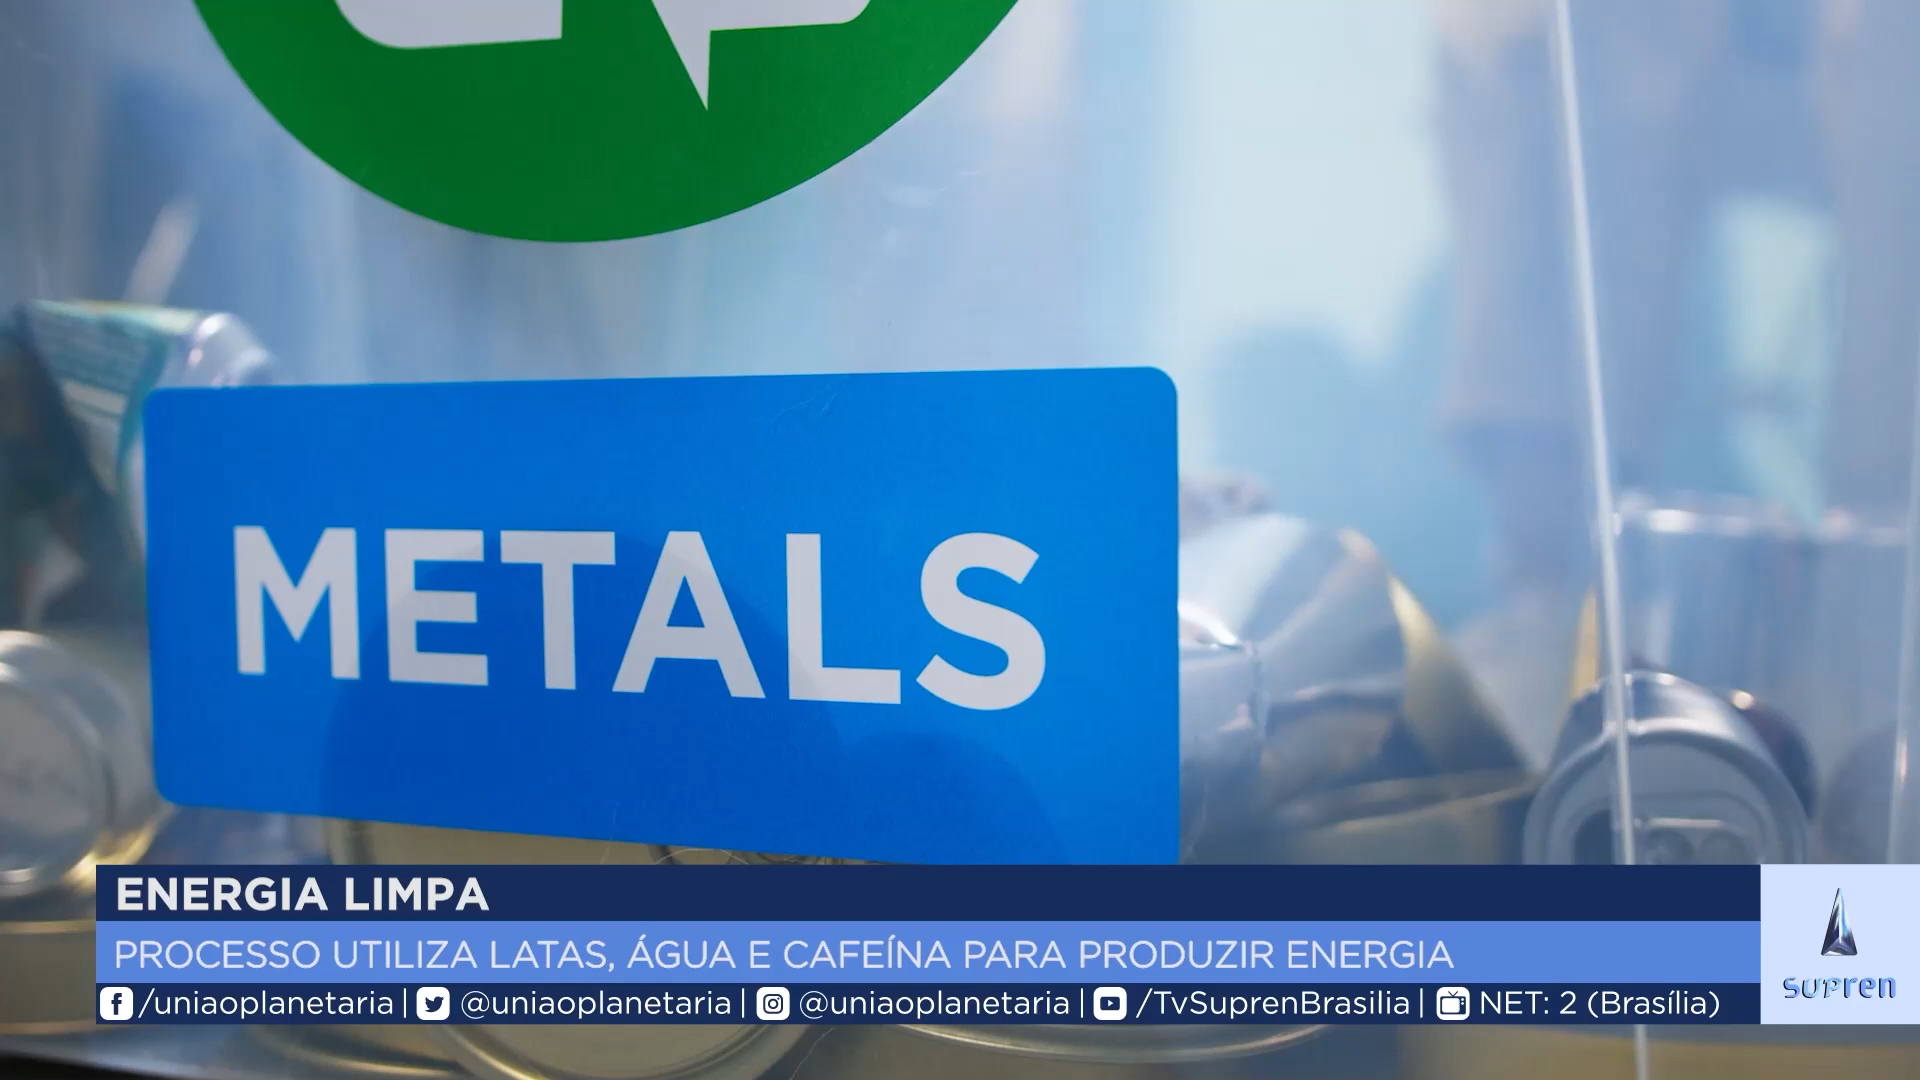 METALS
ENERGIA LIMPA
PROCESSO UTILIZA LATAS, ÁGUA E CAFEÍNA PARA PRODUZIR ENERGIA
/uniaoplanetaria | @uniaoplanetaria | @uniaoplanetaria | /TvSuprenBrasilia | NET: 2 (Brasília)
supren